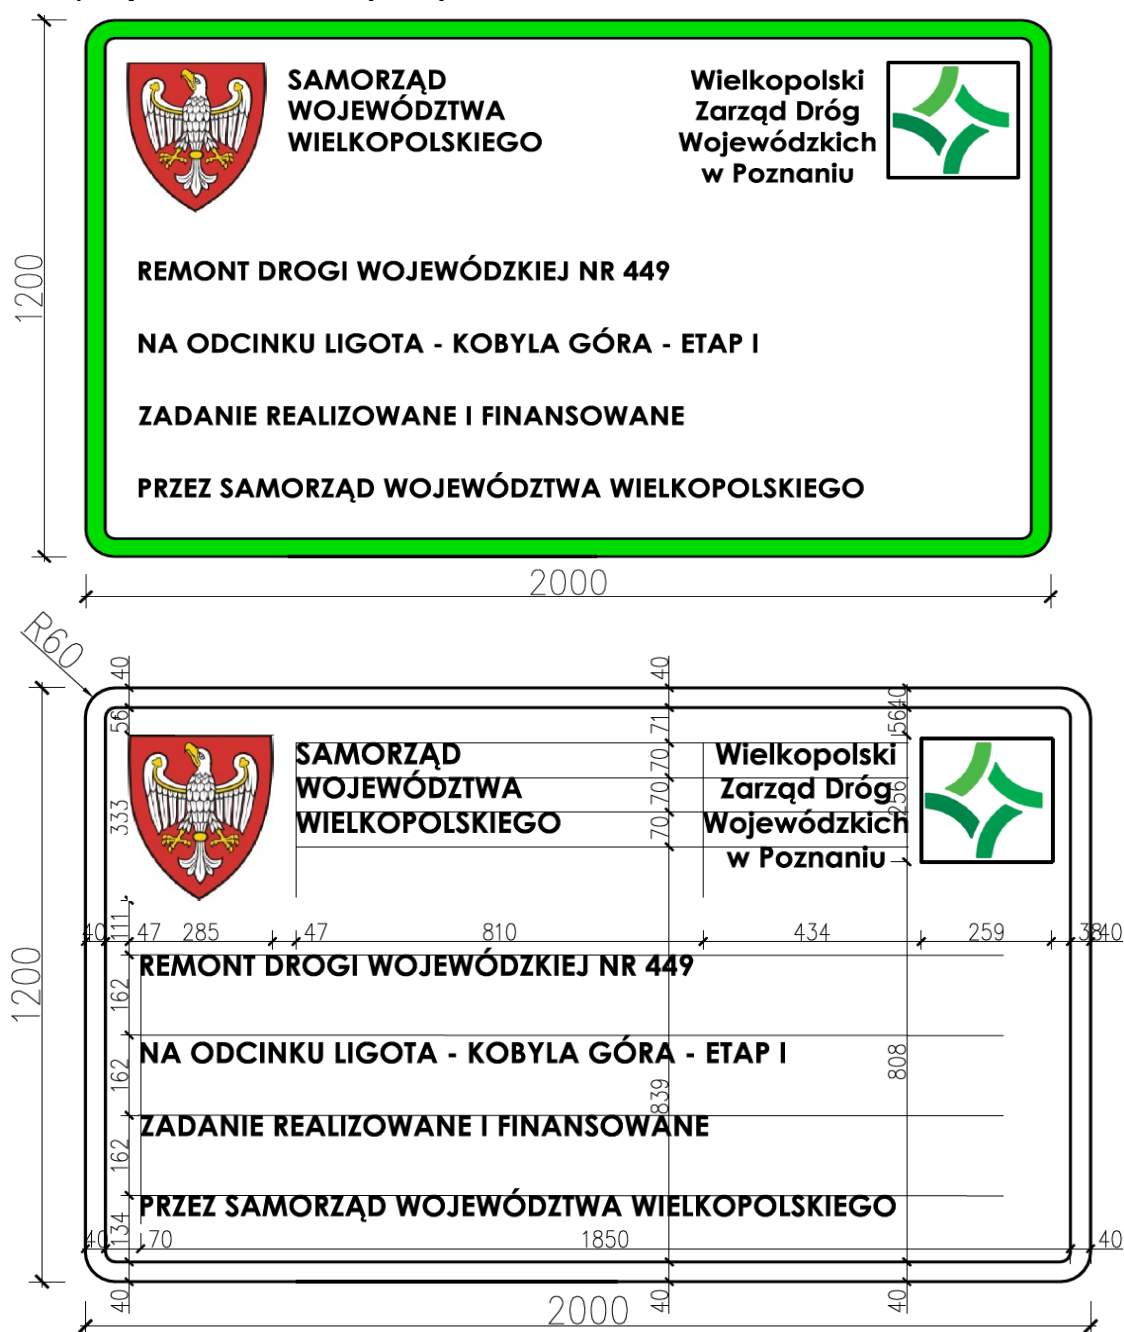 SAMORZĄD
WOJEWÓDZTWA
WIELKOPOLSKIEGO
Wielkopolski
Zarząd Dróg
Wojewódzkich
w Poznaniu
REMONT DROGI WOJEWÓDZKIEJ NR 449
NA ODCINKU LIGOTA - KOBYLA GÓRA - ETAP I
ZADANIE REALIZOWANE I FINANSOWANE
PRZEZ SAMORZĄD WOJEWÓDZTWA WIELKOPOLSKIEGO
1200
2000
R60
40
40
40
56
71
56
SAMORZĄD
WOJEWÓDZTWA
WIELKOPOLSKIEGO
Wielkopolski
Zarząd Dróg
Wojewódzkich
w Poznaniu
70
70
70
333
256
111
40 47 285 47 810 434 259 38 40
REMONT DROGI WOJEWÓDZKIEJ NR 449
162
NA ODCINKU LIGOTA - KOBYLA GÓRA - ETAP I
162
839
808
ZADANIE REALIZOWANE I FINANSOWANE
162
PRZEZ SAMORZĄD WOJEWÓDZTWA WIELKOPOLSKIEGO
134
40 70 1850 40
1200
40
40
40
2000